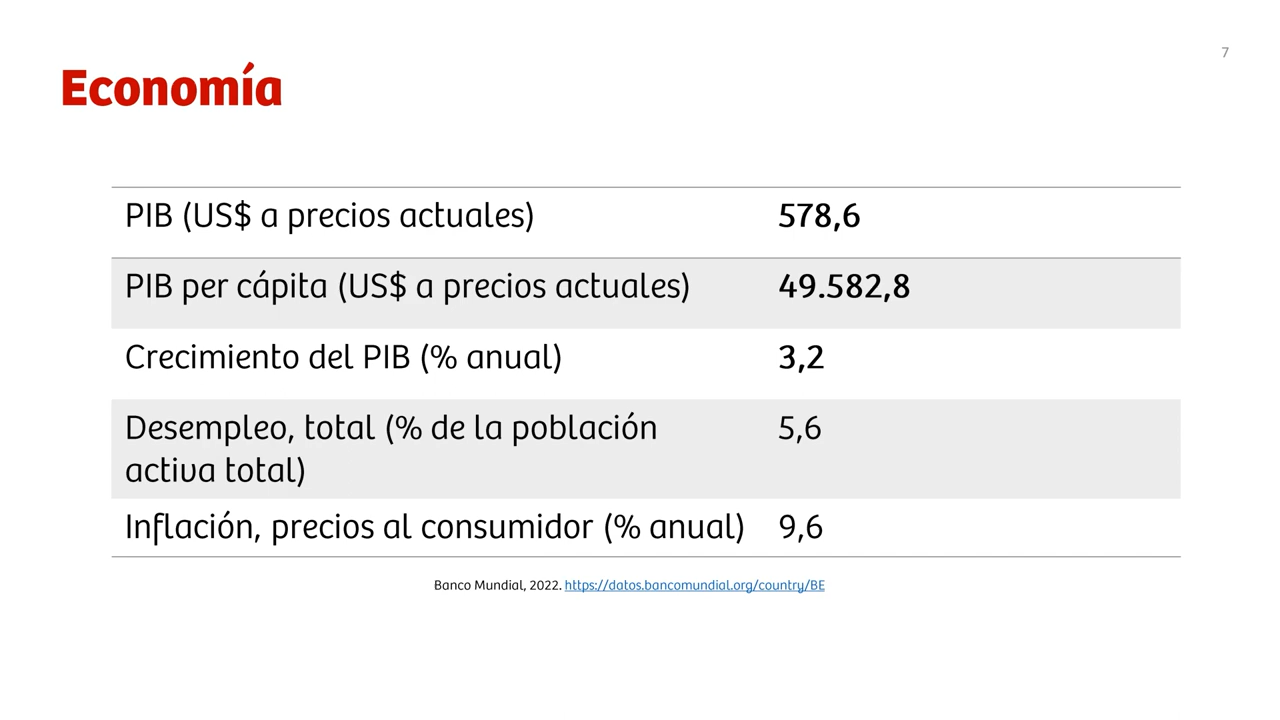 7
Economía
PIB (US$ a precios actuales) 578,6
PIB per cápita (US$ a precios actuales) 49.582,8
Crecimiento del PIB (% anual) 3,2
Desempleo, total (% de la población 5,6
activa total)
Inflación, precios al consumidor (% anual) 9,6
Banco Mundial, 2022. https://datos.bancomundial.org/country/BE